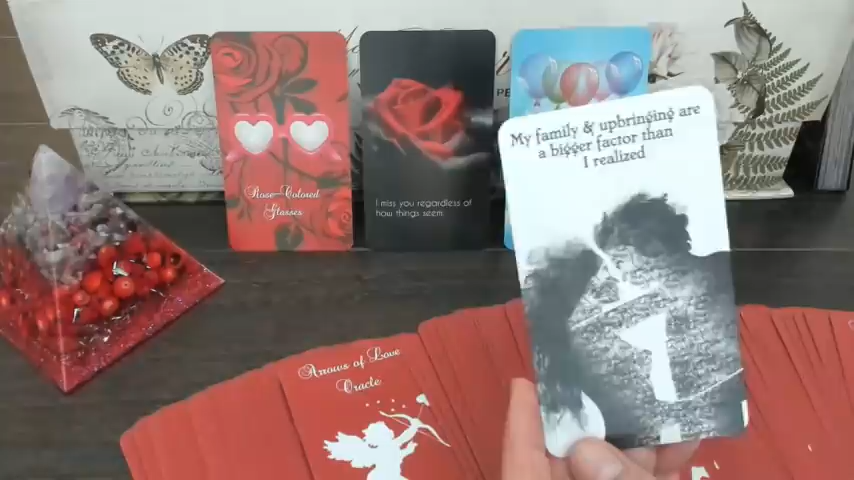 Rose-Colored
Glasses
I miss you regardless of
how things seem.
My family & upbringing are
a bigger factor than
I realized
Arrows of Love
Oracle